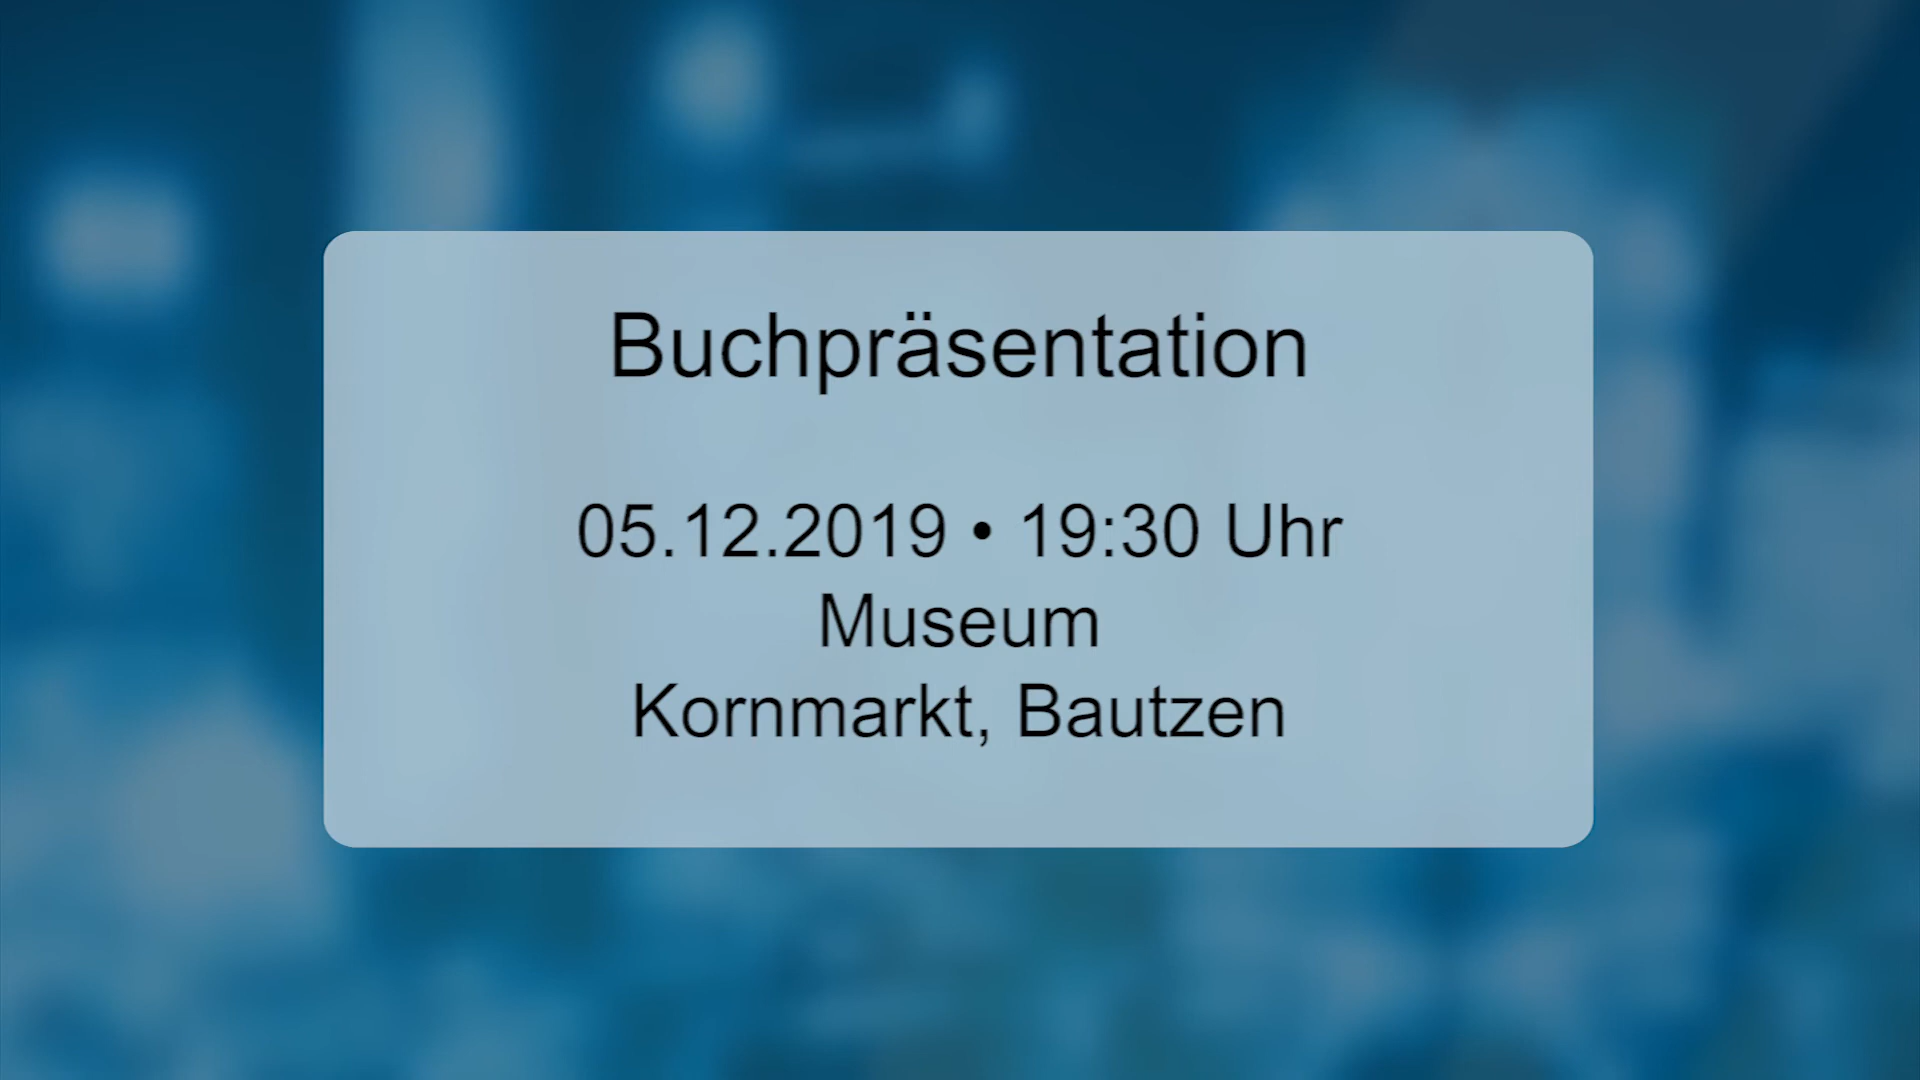 Buchpräsentation
05.12.2019 • 19:30 Uhr
Museum
Kornmarkt, Bautzen